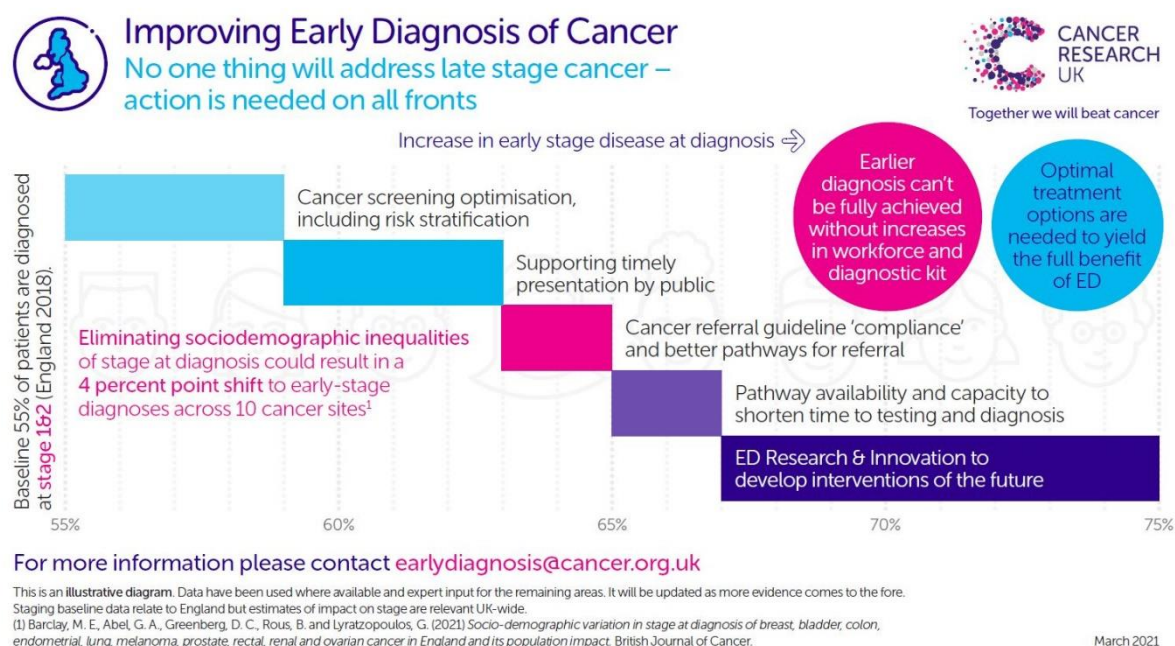 Improving Early Diagnosis of Cancer
No one thing will address late stage cancer –
action is needed on all fronts
CANCER
RESEARCH
UK
Together we will beat cancer
Increase in early stage disease at diagnosis
Earlier
diagnosis can't
be fully achieved
without increases
in workforce and
diagnostic kit
Optimal
treatment
options are
needed to yield
the full benefit
of ED
Baseline 55% of patients are diagnosed
at stage 1&2 (England 2018).
Cancer screening optimisation,
including risk stratification
Supporting timely
presentation by public
Cancer referral guideline ‘compliance’
and better pathways for referral
Eliminating sociodemographic inequalities
of stage at diagnosis could result in a
4 percent point shift to early-stage
diagnoses across 10 cancer sites¹
Pathway availability and capacity to
shorten time to testing and diagnosis
ED Research & Innovation to
develop interventions of the future
55% 60% 65% 70% 75%
For more information please contact earlydiagnosis@cancer.org.uk
This is an illustrative diagram. Data have been used where available and expert input for the remaining areas. It will be updated as more evidence comes to the fore.
Staging baseline data relate to England but estimates of impact on stage are relevant UK-wide.
(1) Barclay, M. E, Abel, G. A., Greenberg, D. C., Rous, B. and Lyratzopoulos, G. (2021) Socio-demographic variation in stage at diagnosis of breast, bladder, colon,
endometrial, lung, melanoma, prostate, rectal, renal and ovarian cancer in England and its population impact. British Journal of Cancer.
March 2021